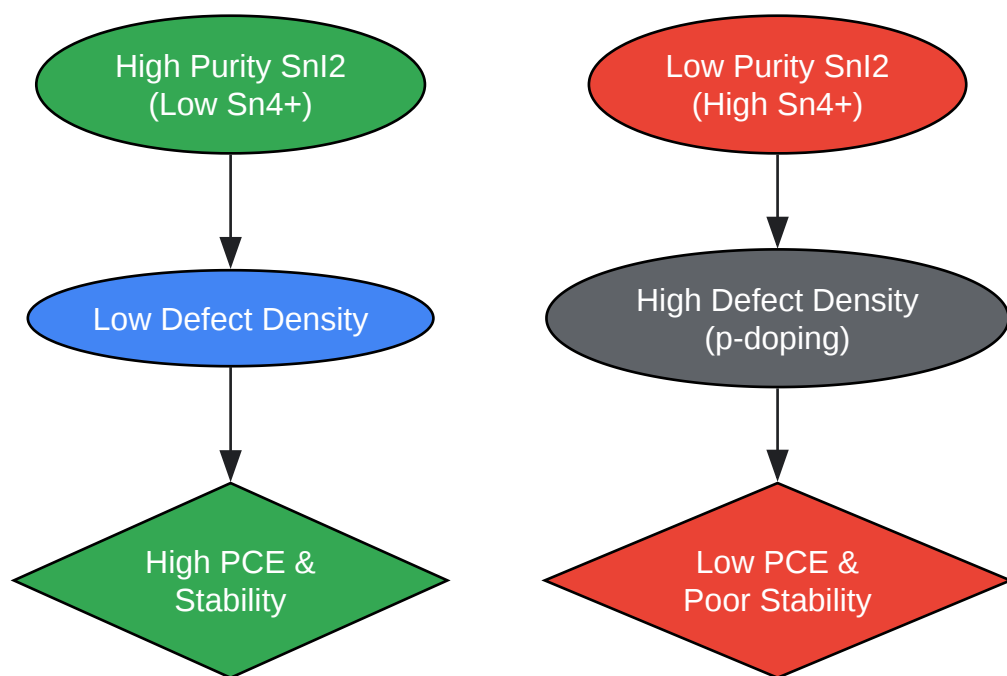 High Purity SnI2
(Low Sn4+)
Low Purity SnI2
(High Sn4+)
Low Defect Density
High Defect Density
(p-doping)
High PCE &
Stability
Low PCE &
Poor Stability